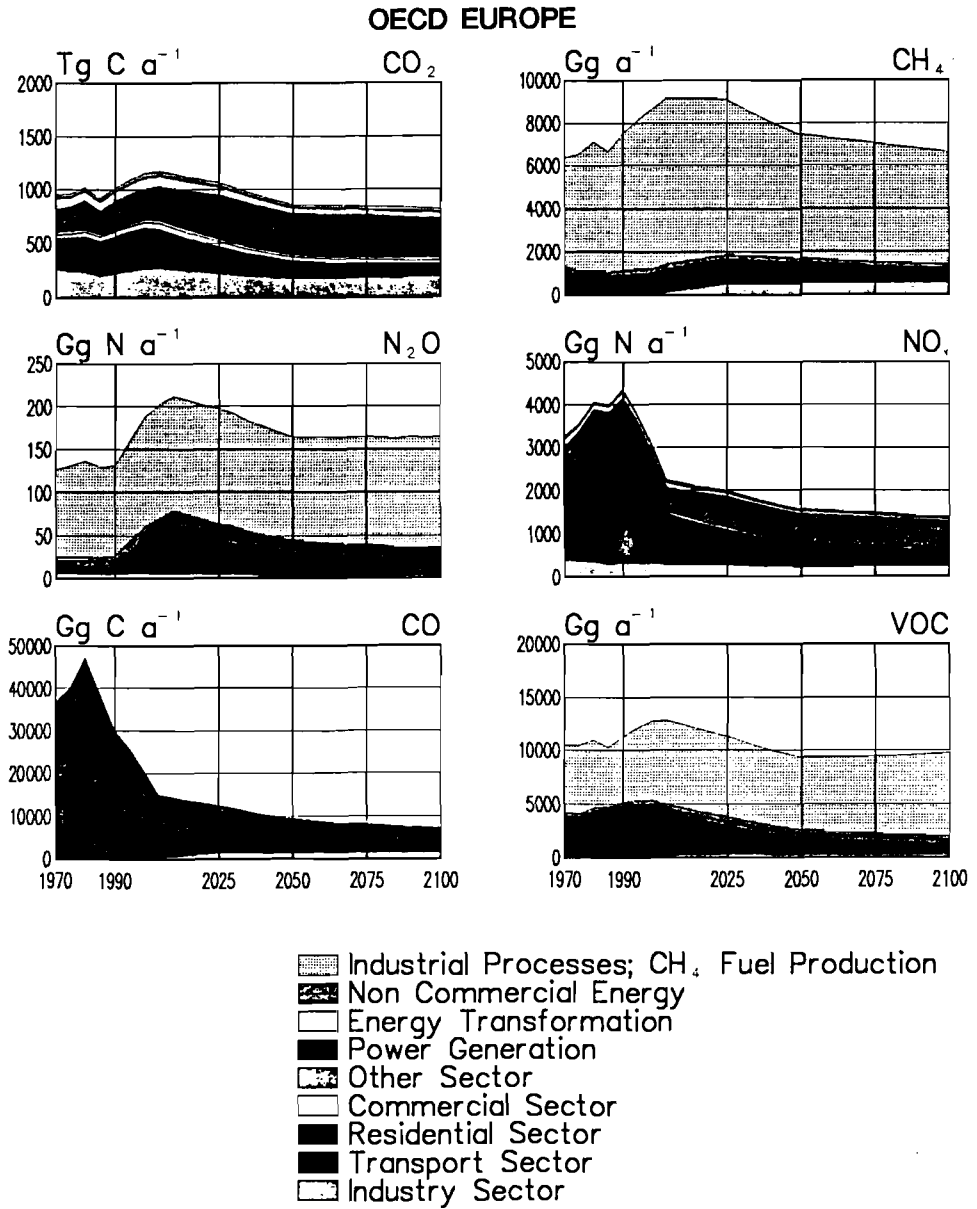 OECD EUROPE
Tg C a⁻¹ CO₂
2000
1500
1000
500
0
Gg a⁻¹ CH₄
10000
8000
6000
4000
2000
0
Gg N a⁻¹ N₂O
250
200
150
100
50
0
Gg N a⁻¹ NOₓ
5000
4000
3000
2000
1000
0
Gg C a⁻¹ CO
50000
40000
30000
20000
10000
0
1970 1990 2025 2050 2075 2100
Gg a⁻¹ VOC
20000
15000
10000
5000
0
1970 1990 2025 2050 2075 2100
Industrial Processes; CH₄ Fuel Production
Non Commercial Energy
Energy Transformation
Power Generation
Other Sector
Commercial Sector
Residential Sector
Transport Sector
Industry Sector